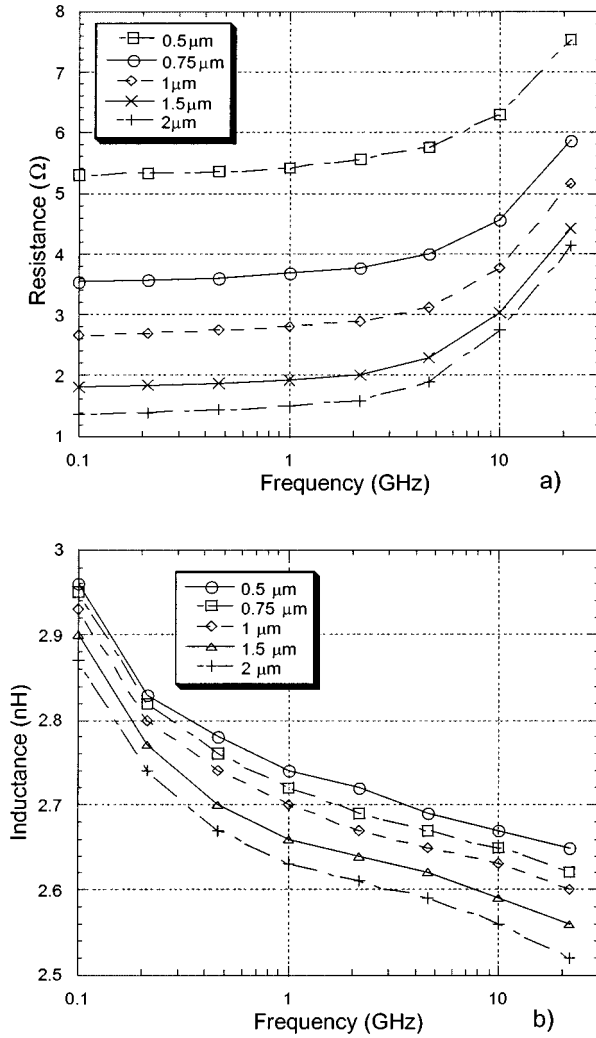 8
7
6
5
4
3
2
1
Resistance (Ω)
0.5μm
0.75μm
1μm
1.5μm
2μm
0.1
1
10
Frequency (GHz)
a)
3
2.9
2.8
2.7
2.6
2.5
Inductance (nH)
0.5 μm
0.75 μm
1 μm
1.5 μm
2 μm
0.1
1
10
Frequency (GHz)
b)